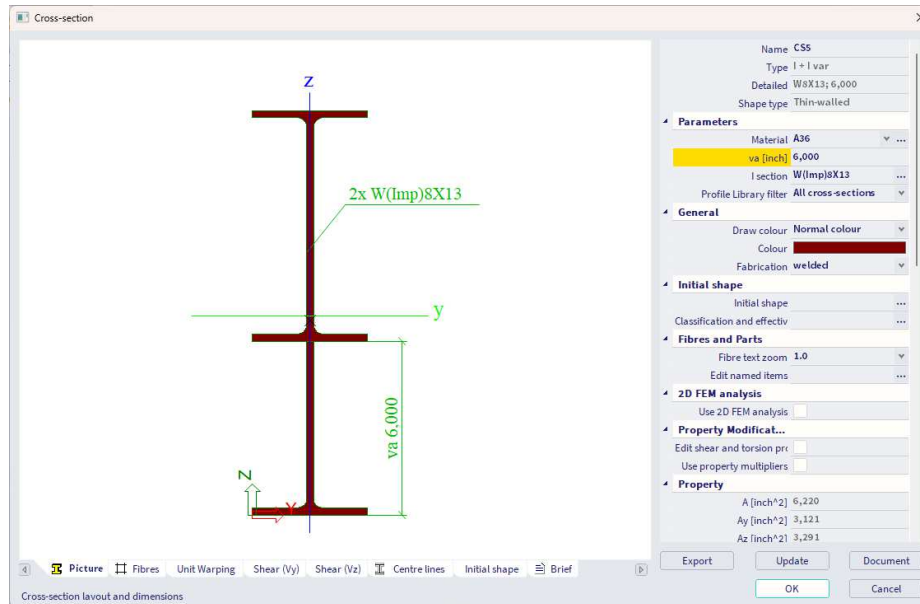 Cross-section
z
2x W(Imp)8X13
y
va 6,000
Z
Y
Name CS5
Type I + I var
Detailed W8X13; 6,000
Shape type Thin-walled
Parameters
Material A36
va [inch] 6,000
I section W(Imp)8X13
Profile Library filter All cross-sections
General
Draw colour Normal colour
Colour
Fabrication welded
Initial shape
Initial shape
Classification and effectiv
Fibres and Parts
Fibre text zoom 1.0
Edit named items
2D FEM analysis
Use 2D FEM analysis
Property Modificat...
Edit shear and torsion pro
Use property multipliers
Property
A [inch^2] 6,220
Ay [inch^2] 3,121
Az [inch^2] 3,291
Picture Fibres Unit Warping Shear (Vy) Shear (Vz) Centre lines Initial shape Brief
Export Update Document
OK Cancel
Cross-section layout and dimensions